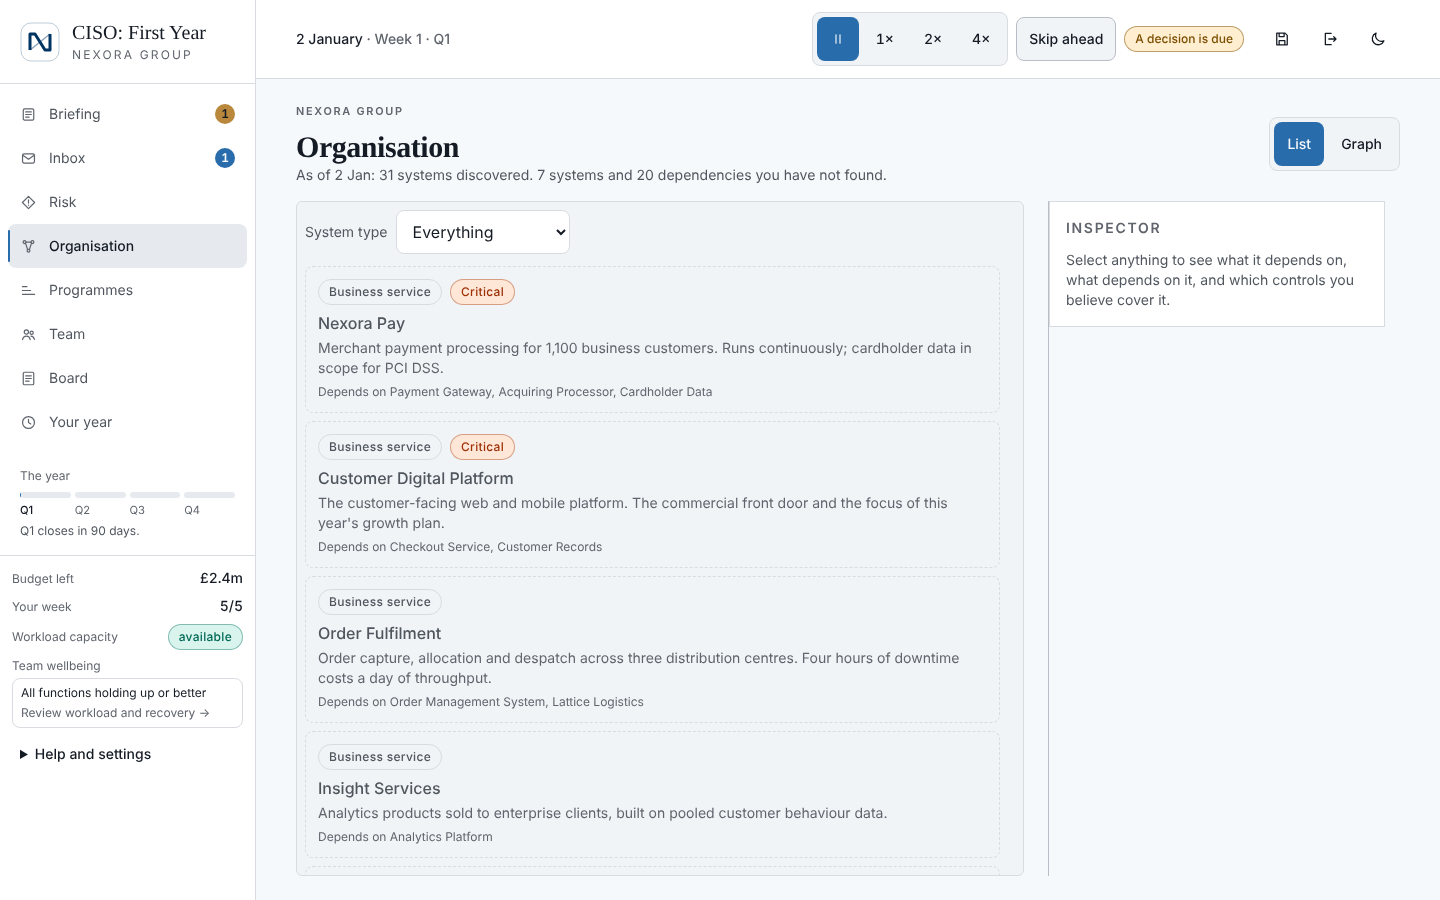 CISO: First Year
NEXORA GROUP
2 January · Week 1 · Q1
1×
2×
4×
Skip ahead
A decision is due
Briefing
1
Inbox
1
Risk
Organisation
Programmes
Team
Board
Your year
The year
Q1
Q2
Q3
Q4
Q1 closes in 90 days.
Budget left
£2.4m
Your week
5/5
Workload capacity
available
Team wellbeing
All functions holding up or better
Review workload and recovery →
Help and settings
NEXORA GROUP
Organisation
As of 2 Jan: 31 systems discovered. 7 systems and 20 dependencies you have not found.
List
Graph
System type
Everything
Business service
Critical
Nexora Pay
Merchant payment processing for 1,100 business customers. Runs continuously; cardholder data in
scope for PCI DSS.
Depends on Payment Gateway, Acquiring Processor, Cardholder Data
Business service
Critical
Customer Digital Platform
The customer-facing web and mobile platform. The commercial front door and the focus of this
year's growth plan.
Depends on Checkout Service, Customer Records
Business service
Order Fulfilment
Order capture, allocation and despatch across three distribution centres. Four hours of downtime
costs a day of throughput.
Depends on Order Management System, Lattice Logistics
Business service
Insight Services
Analytics products sold to enterprise clients, built on pooled customer behaviour data.
Depends on Analytics Platform
INSPECTOR
Select anything to see what it depends on,
what depends on it, and which controls you
believe cover it.